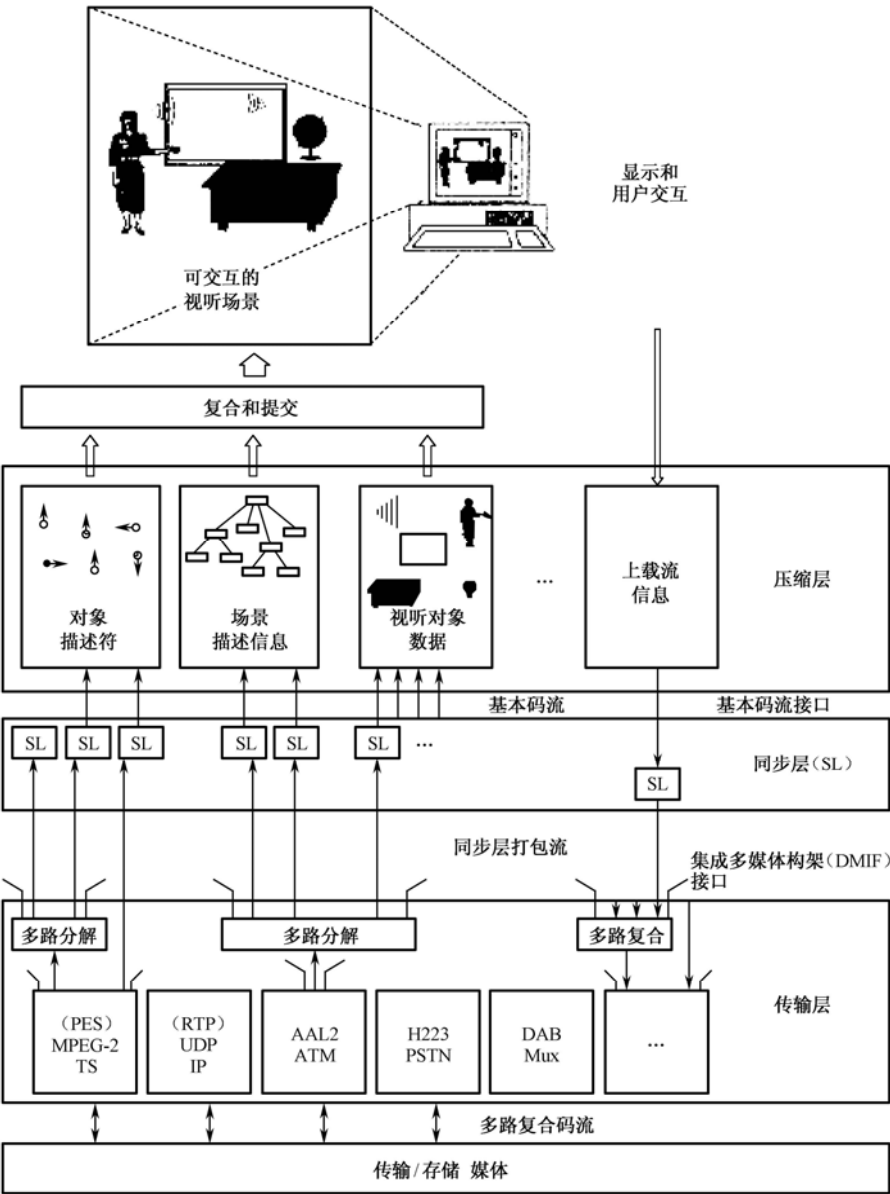 显示和
用户交互
可交互的
视听场景
复合和提交
对象
描述符
场景
描述信息
视听对象
数据
...
上载流
信息
压缩层
基本码流
基本码流接口
SL
SL
SL
SL
SL
SL
...
SL
同步层(SL)
同步层打包流
集成多媒体构架(DMIF)
接口
多路分解
多路分解
多路复合
(PES)
MPEG-2
TS
(RTP)
UDP
IP
AAL2
ATM
H223
PSTN
DAB
Mux
...
传输层
多路复合码流
传输/存储 媒体